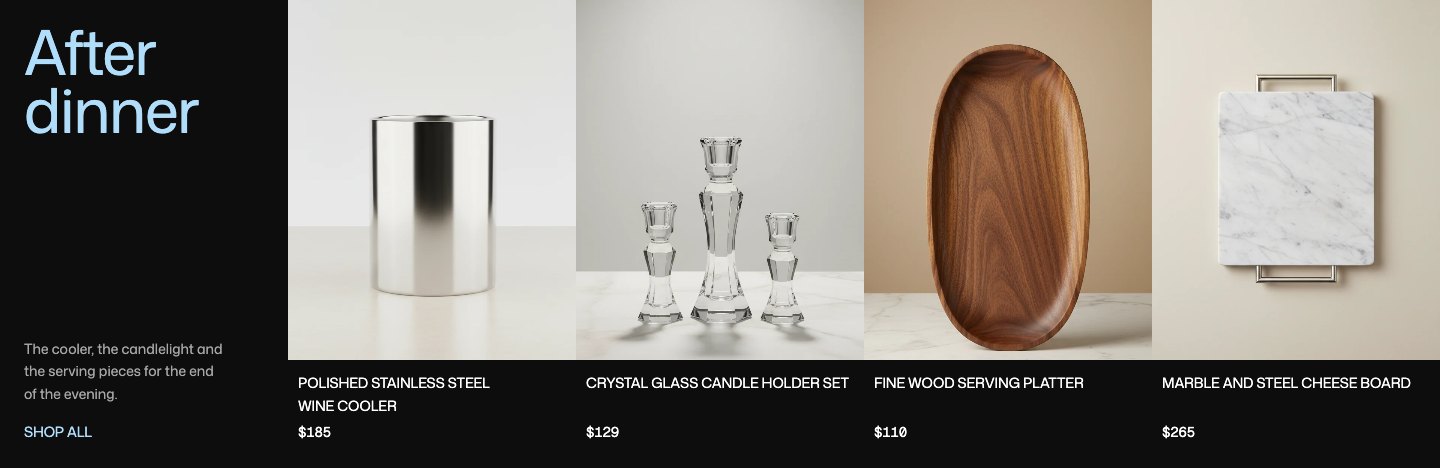 After
dinner
The cooler, the candlelight and
the serving pieces for the end
of the evening.
SHOP ALL
POLISHED STAINLESS STEEL
WINE COOLER
$185
CRYSTAL GLASS CANDLE HOLDER SET
$129
FINE WOOD SERVING PLATTER
$110
MARBLE AND STEEL CHEESE BOARD
$265